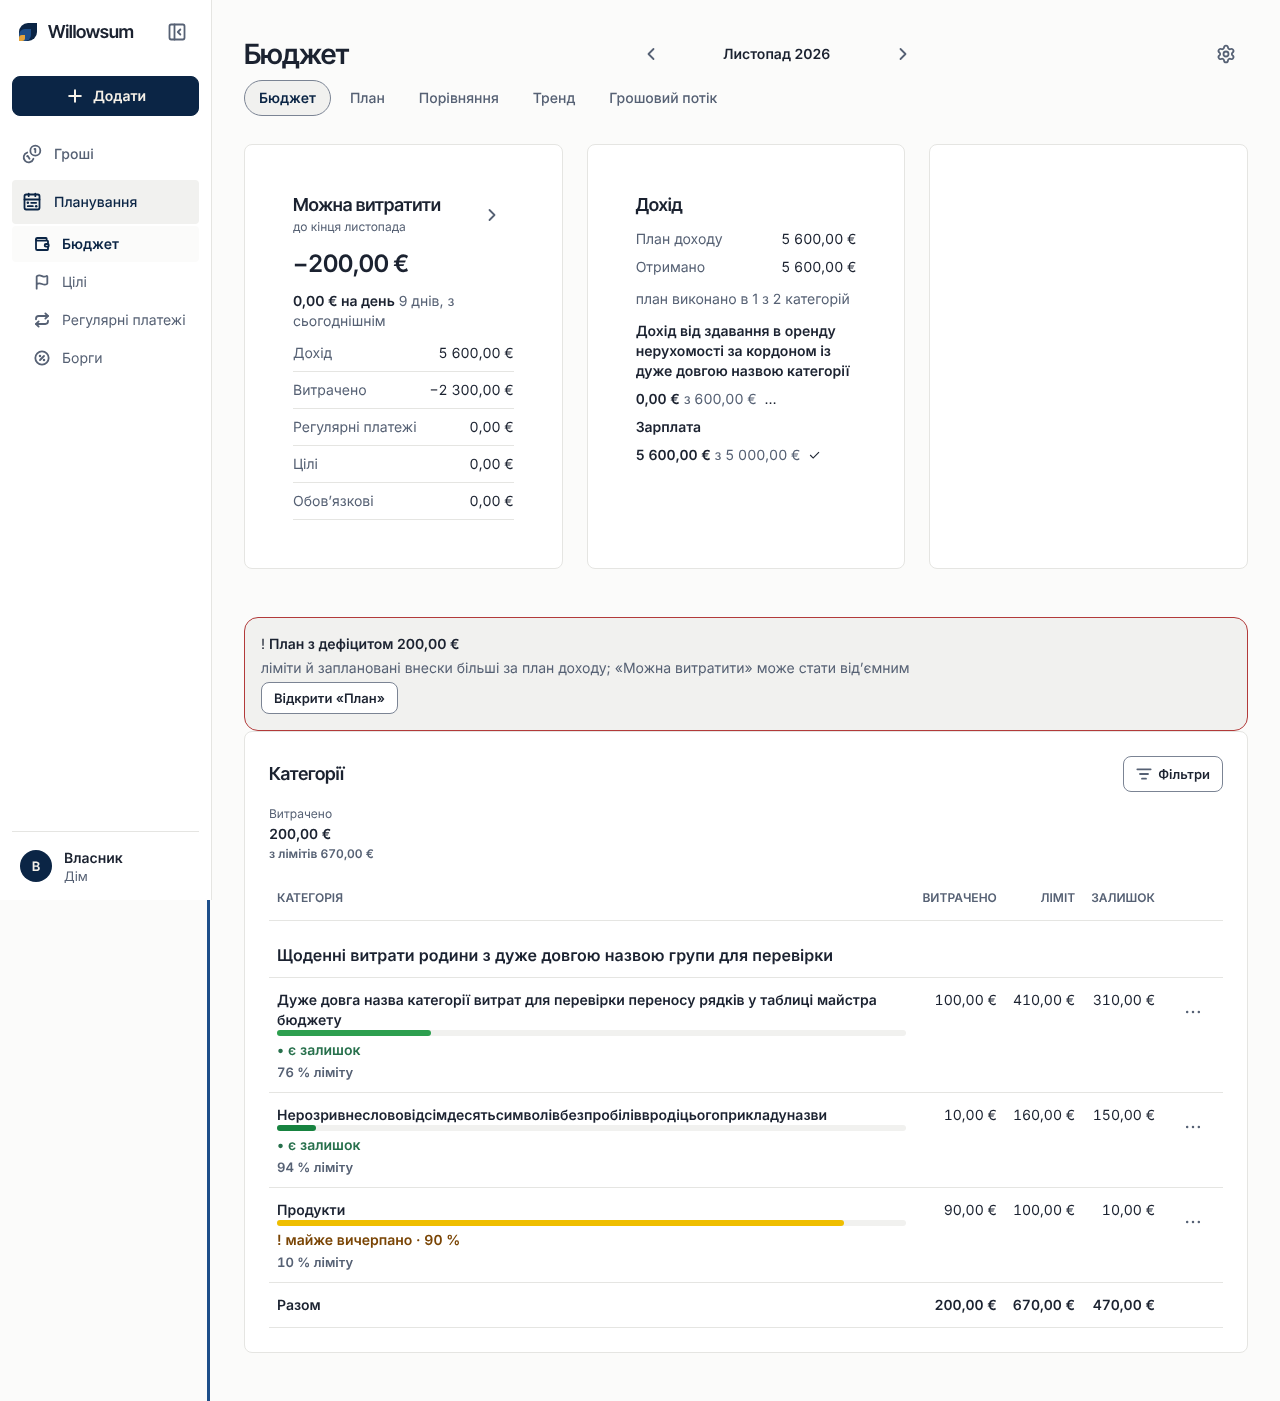 Willowsum
Додати
Гроші
Планування
Бюджет
Цілі
Регулярні платежі
Борги
Власник
Дім
В
Бюджет
Листопад 2026
Бюджет
План
Порівняння
Тренд
Грошовий потік
Можна витратити
до кінця листопада
−200,00 €
0,00 € на день 9 днів, з
сьогоднішнім
Дохід 5 600,00 €
Витрачено −2 300,00 €
Регулярні платежі 0,00 €
Цілі 0,00 €
Обов’язкові 0,00 €
Дохід
План доходу 5 600,00 €
Отримано 5 600,00 €
план виконано в 1 з 2 категорій
Дохід від здавання в оренду
нерухомості за кордоном із
дуже довгою назвою категорії
0,00 € з 600,00 € …
Зарплата
5 600,00 € з 5 000,00 € ✓
! План з дефіцитом 200,00 €
ліміти й заплановані внески більші за план доходу; «Можна витратити» може стати від’ємним
Відкрити «План»
Категорії
Фільтри
Витрачено
200,00 €
з лімітів 670,00 €
КАТЕГОРІЯ ВИТРАЧЕНО ЛІМІТ ЗАЛИШОК
Щоденні витрати родини з дуже довгою назвою групи для перевірки
Дуже довга назва категорії витрат для перевірки переносу рядків у таблиці майстра 100,00 € 410,00 € 310,00 € …
бюджету
• є залишок
76 % ліміту
Нерозривнесловoвідсімдесятьсимволівбезпробілівврод​іцьогоприкладуназви 10,00 € 160,00 € 150,00 € …
• є залишок
94 % ліміту
Продукти 90,00 € 100,00 € 10,00 € …
! майже вичерпано · 90 %
10 % ліміту
Разом 200,00 € 670,00 € 470,00 €